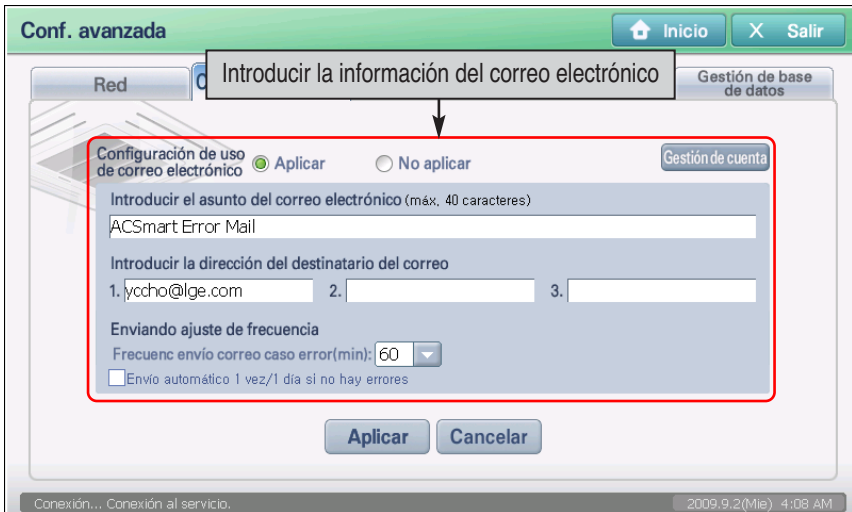 Conf. avanzada
Inicio
X Salir
Introducir la información del correo electrónico
Red
Gestión de base
de datos
Configuración de uso
de correo electrónico
Aplicar
No aplicar
Gestión de cuenta
Introducir el asunto del correo electrónico (máx. 40 caracteres)
ACSmart Error Mail
Introducir la dirección del destinatario del correo
1. yccho@lge.com 2. 3.
Enviando ajuste de frecuencia
Frecuenc envío correo caso error(min): 60
Envío automático 1 vez/1 día si no hay errores
Aplicar
Cancelar
Conexión... Conexión al servicio.
2009.9.2(Mie) 4:08 AM